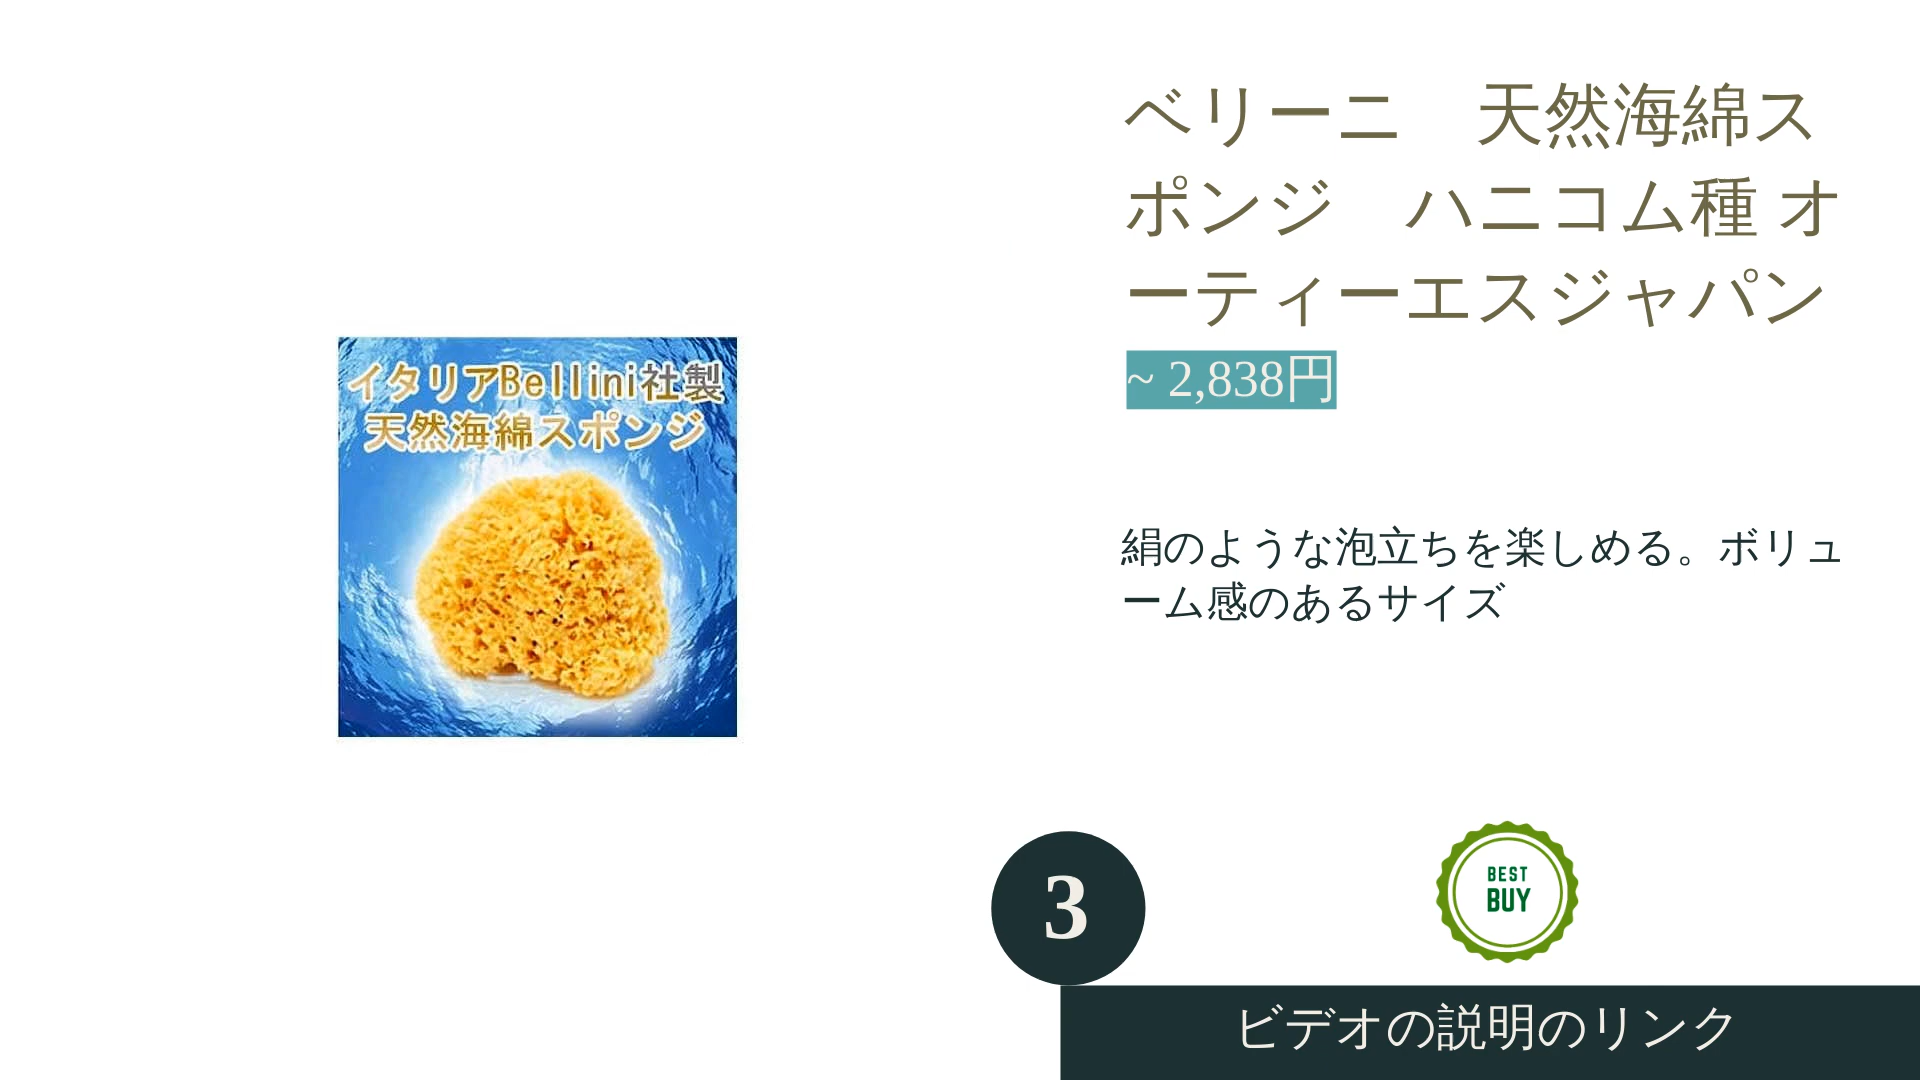 ベリーニ　天然海綿ス
ポンジ　ハニコム種 オ
ーティーエスジャパン
~ 2,838円
イタリアBellini社製
天然海綿スポンジ
絹のような泡立ちを楽しめる。ボリュ
ーム感のあるサイズ
3
BEST
BUY
ビデオの説明のリンク